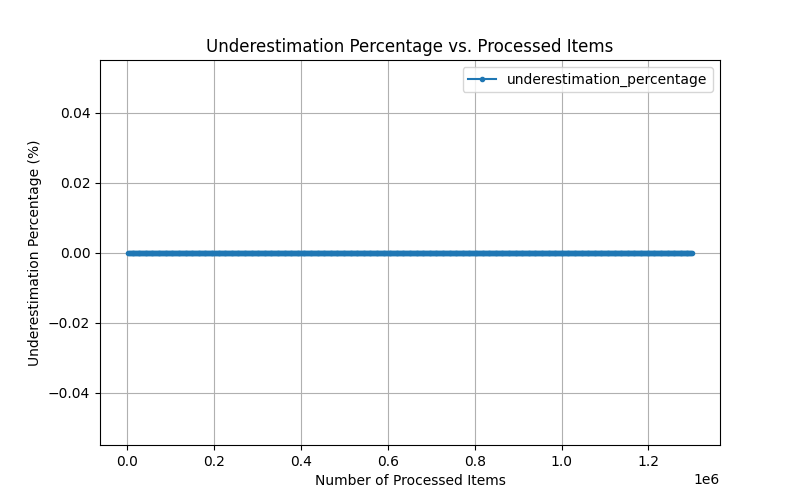 Underestimation Percentage vs. Processed Items
underestimation_percentage
Underestimation Percentage (%)
0.04
0.02
0.00
−0.02
−0.04
0.0 0.2 0.4 0.6 0.8 1.0 1.2
1e6
Number of Processed Items